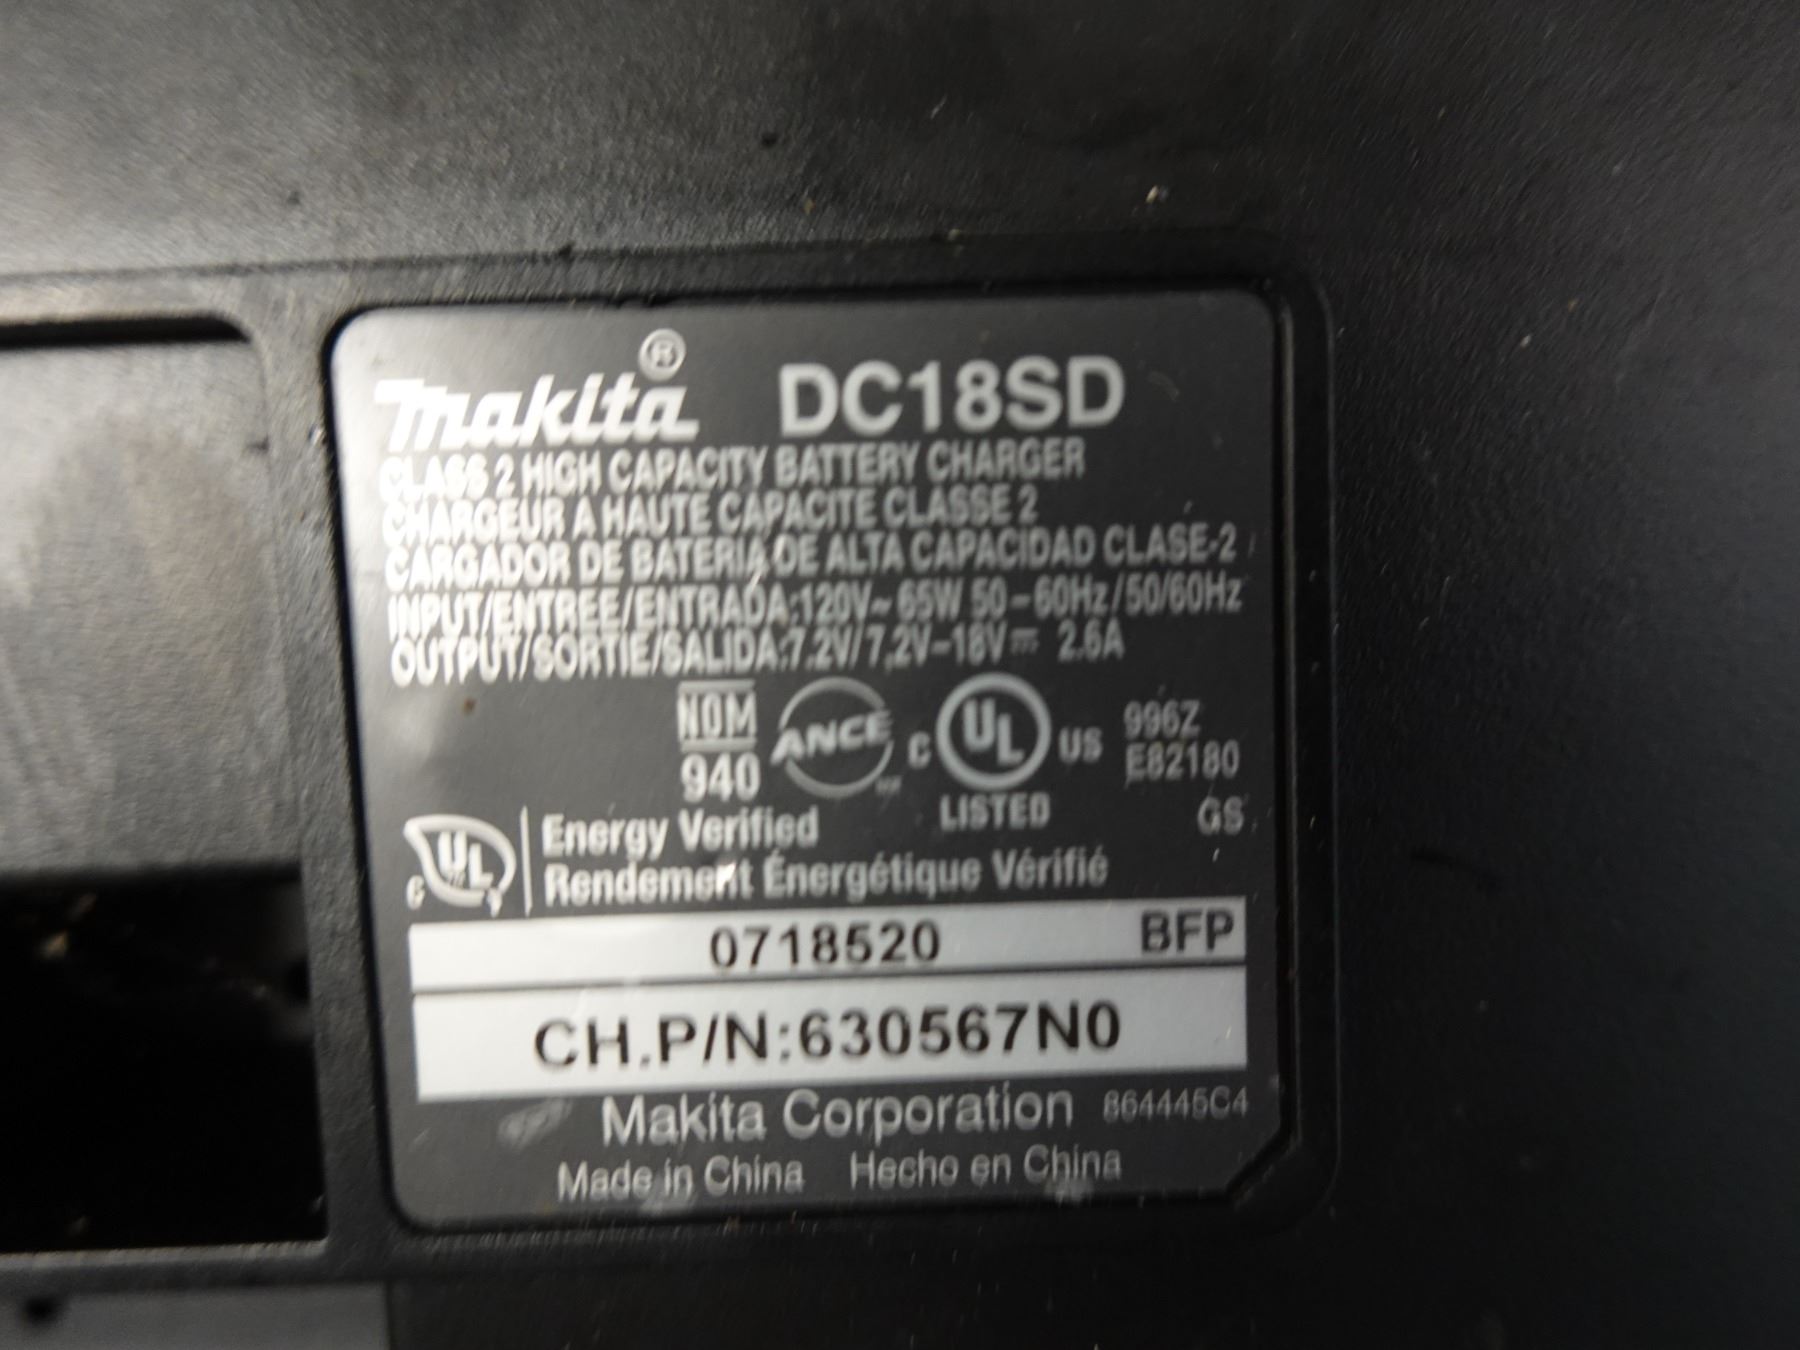 makita® DC18SD
CLASS 2 HIGH CAPACITY BATTERY CHARGER
CHARGEUR A HAUTE CAPACITE CLASSE 2
CARGADOR DE BATERIA DE ALTA CAPACIDAD CLASE-2
INPUT/ENTREE/ENTRADA:120V~ 65W 50-60Hz/50/60Hz
OUTPUT/SORTIE/SALIDA:7.2V/7,2V-18V⎓ 2.6A
NOM
940
ANCE
C UL US
LISTED
996Z
E82180
GS
C UL
Energy Verified
Rendement Énergétique Vérifié
0718520 BFP
CH.P/N:630567N0
Makita Corporation 864445C4
Made in China Hecho en China